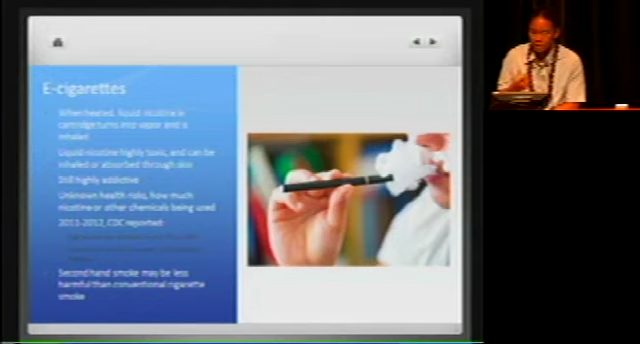 E-cigarettes
When heated, liquid nicotine in
cartridge turns into vapor and is
inhaled
Liquid nicotine highly toxic, and can be
inhaled or absorbed through skin
Still highly addictive
Unknown health risks, how much
nicotine or other chemicals being used
2011-2012, CDC reported:
Second hand smoke may be less
harmful than conventional cigarette
smoke